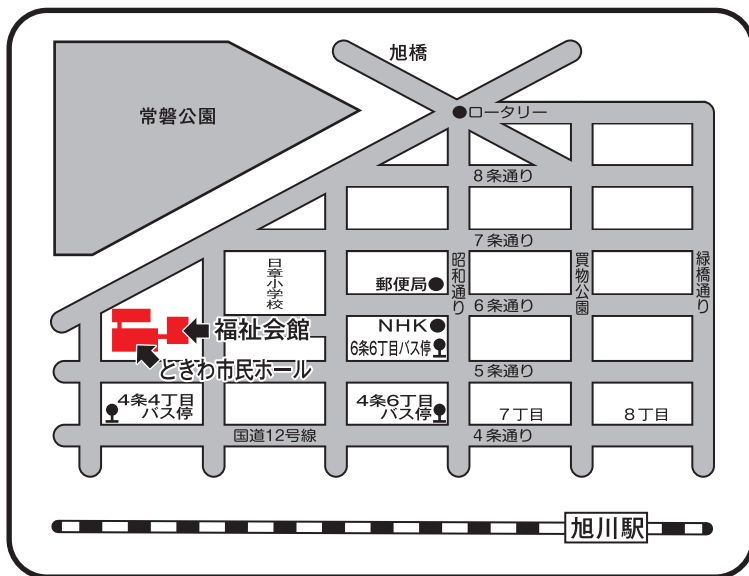 旭橋
常磐公園
ロータリー
8条通り
7条通り
日章小学校
郵便局
昭和通り
買物公園
緑橋通り
6条通り
福祉会館
NHK
6条6丁目バス停
ときわ市民ホール
5条通り
4条4丁目
バス停
4条6丁目
バス停
7丁目
8丁目
国道12号線
4条通り
旭川駅